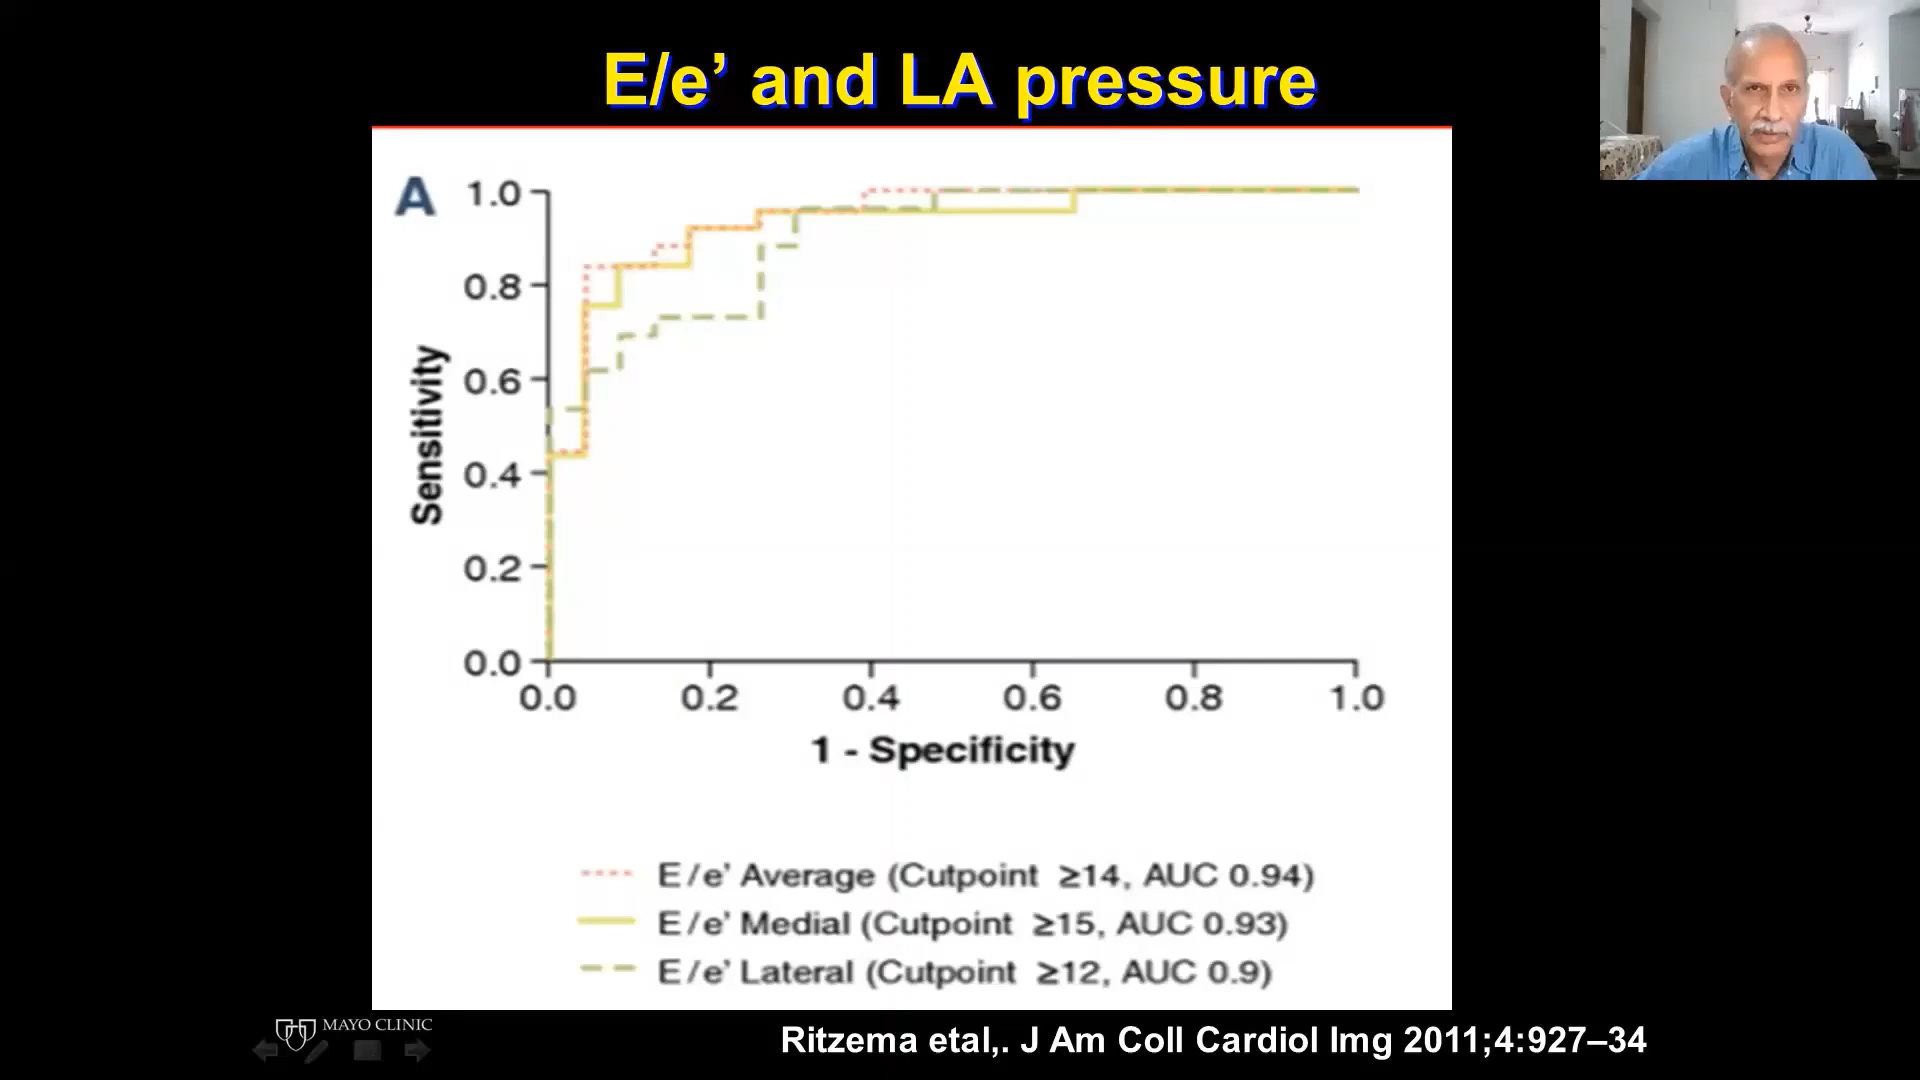 E/e’ and LA pressure
A
1.0
0.8
0.6
0.4
0.2
0.0
Sensitivity
0.0 0.2 0.4 0.6 0.8 1.0
1 - Specificity
E/e’ Average (Cutpoint ≥14, AUC 0.94)
E/e’ Medial (Cutpoint ≥15, AUC 0.93)
E/e’ Lateral (Cutpoint ≥12, AUC 0.9)
MAYO CLINIC
Ritzema etal,. J Am Coll Cardiol Img 2011;4:927–34